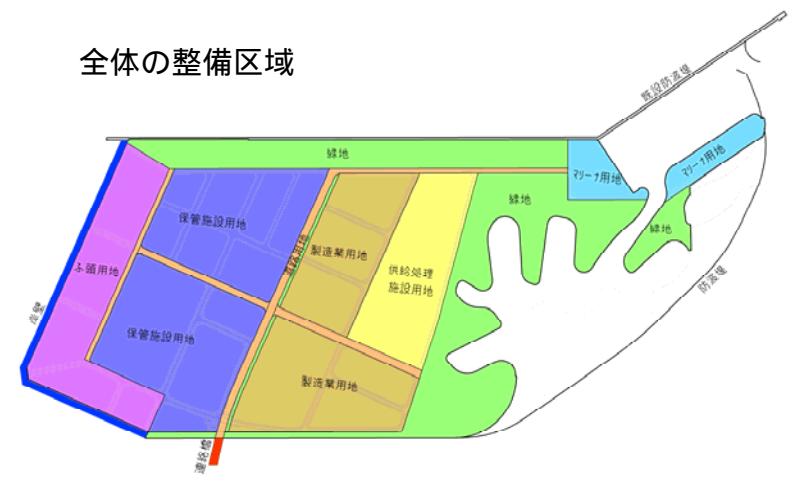 全体の整備区域
既設防波堤
緑地
マリーナ用地
マリーナ用地
緑地
緑地
保管施設用地
道路用地
製造業用地
供給処理
施設用地
ふ頭用地
防波堤
岸壁
保管施設用地
製造業用地
連絡橋